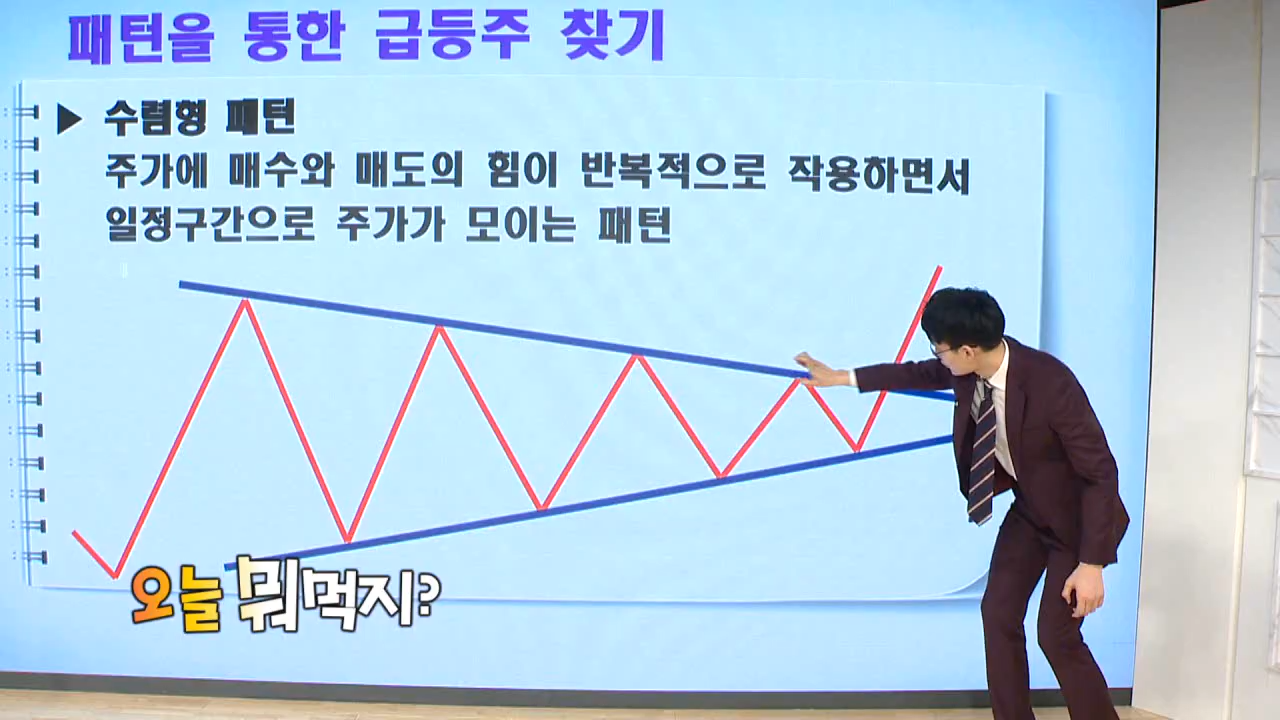 패턴을 통한 급등주 찾기
▶ 수렴형 패턴
주가에 매수와 매도의 힘이 반복적으로 작용하면서
일정구간으로 주가가 모이는 패턴
오늘 뭐먹지?